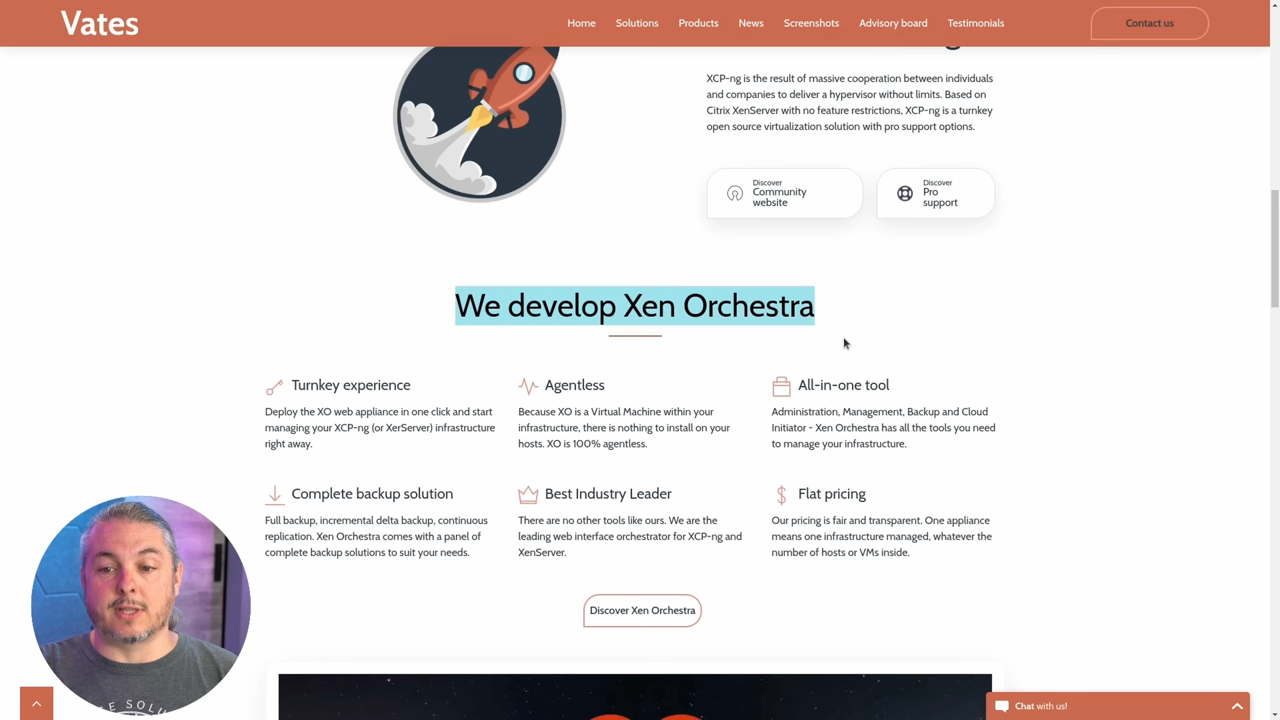 Vates
Home Solutions Products News Screenshots Advisory board Testimonials
Contact us
XCP-ng is the result of massive cooperation between individuals
and companies to deliver a hypervisor without limits. Based on
Citrix XenServer with no feature restrictions, XCP-ng is a turnkey
open source virtualization solution with pro support options.
Discover
Community
website
Discover
Pro
support
We develop Xen Orchestra
Turnkey experience
Deploy the XO web appliance in one click and start
managing your XCP-ng (or XerServer) infrastructure
right away.
Agentless
Because XO is a Virtual Machine within your
infrastructure, there is nothing to install on your
hosts. XO is 100% agentless.
All-in-one tool
Administration, Management, Backup and Cloud
Initiator - Xen Orchestra has all the tools you need
to manage your infrastructure.
Complete backup solution
Full backup, incremental delta backup, continuous
replication. Xen Orchestra comes with a panel of
complete backup solutions to suit your needs.
Best Industry Leader
There are no other tools like ours. We are the
leading web interface orchestrator for XCP-ng and
XenServer.
Flat pricing
Our pricing is fair and transparent. One appliance
means one infrastructure managed, whatever the
number of hosts or VMs inside.
Discover Xen Orchestra
Chat with us!